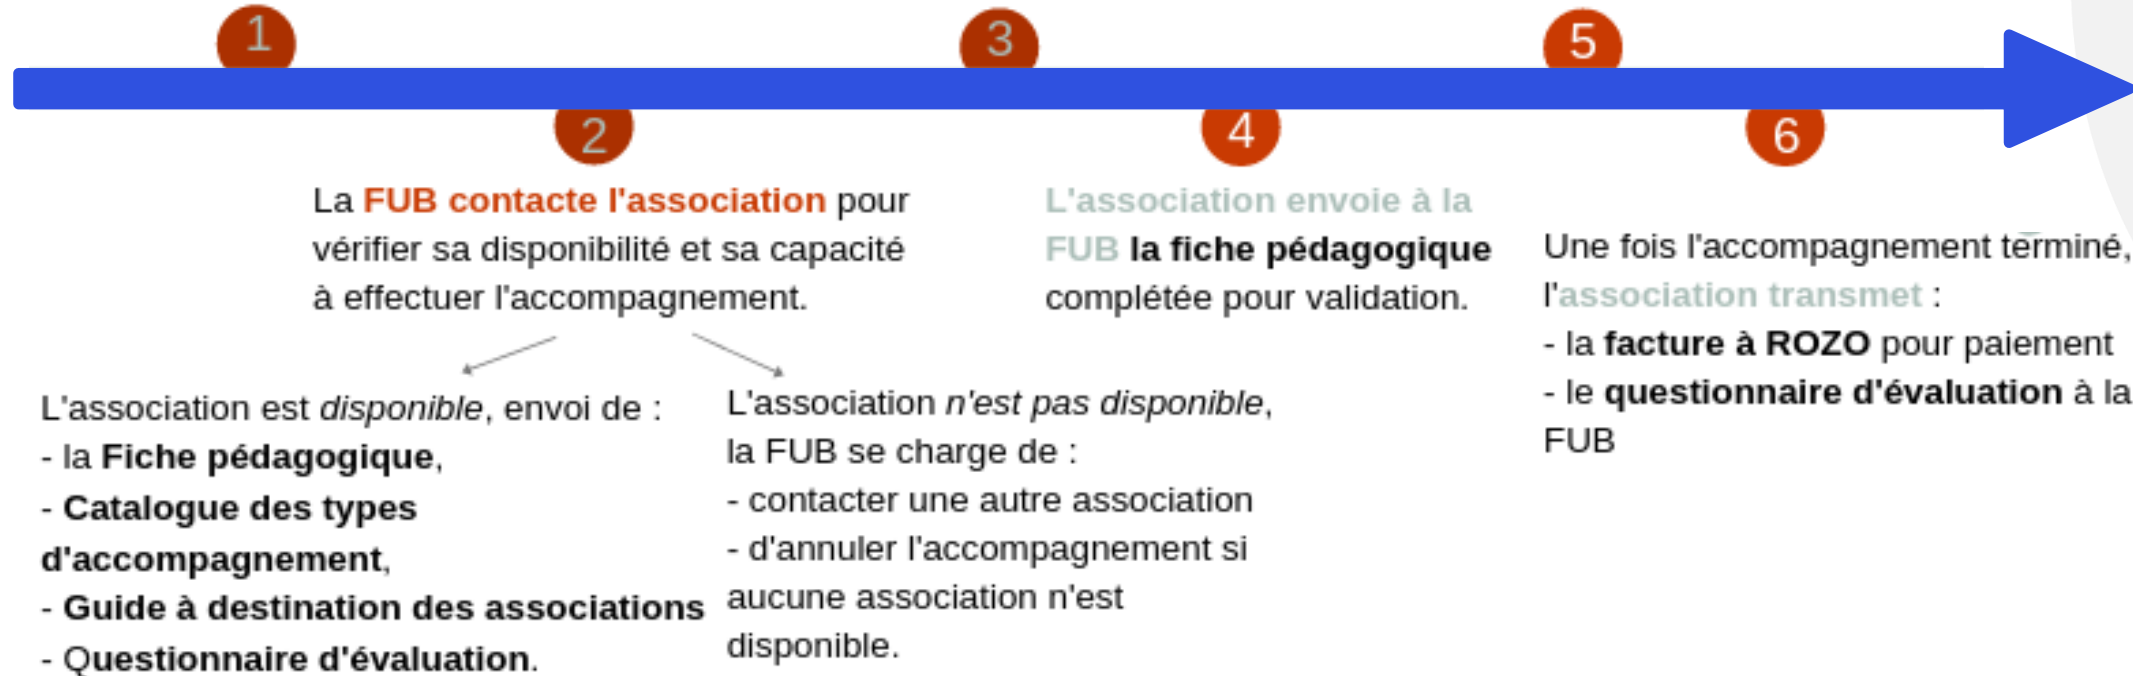 1
3
5
2
4
6
La FUB contacte l'association pour
vérifier sa disponibilité et sa capacité
à effectuer l'accompagnement.
L'association est disponible, envoi de :
- la Fiche pédagogique,
- Catalogue des types
d'accompagnement,
- Guide à destination des associations
- Questionnaire d'évaluation.
L'association n'est pas disponible,
la FUB se charge de :
- contacter une autre association
- d'annuler l'accompagnement si
aucune association n'est
disponible.
L'association envoie à la
FUB la fiche pédagogique
complétée pour validation.
Une fois l'accompagnement terminé,
l'association transmet :
- la facture à ROZO pour paiement
- le questionnaire d'évaluation à la
FUB